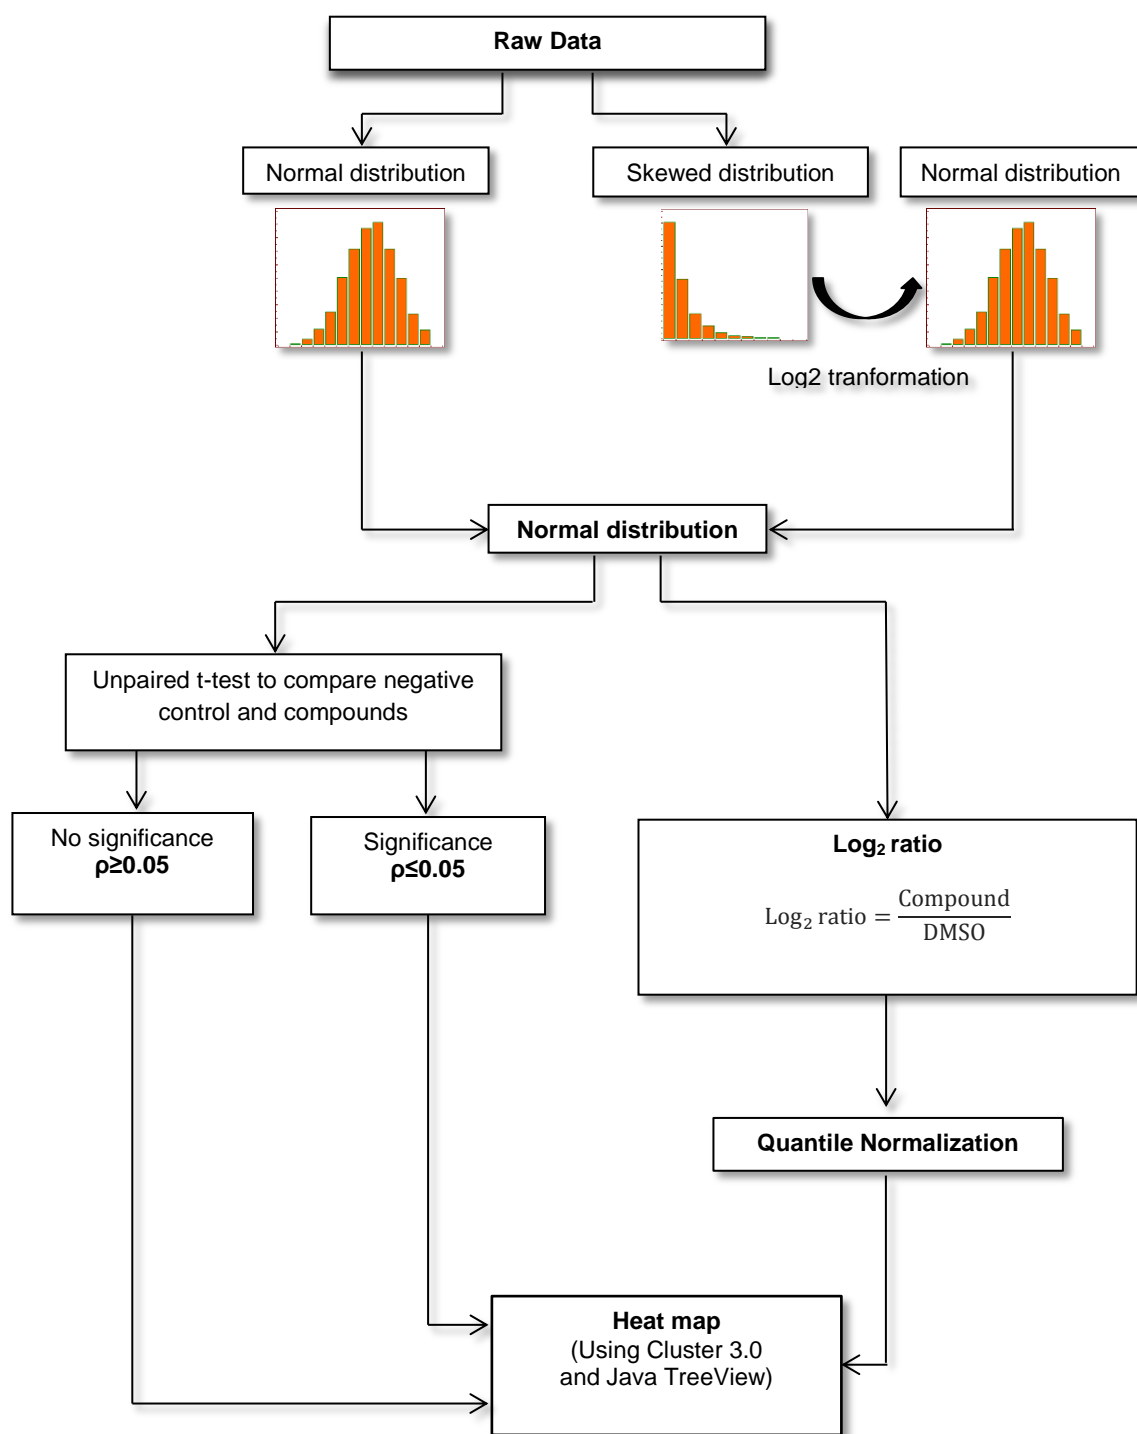 Raw Data
Normal distribution
Skewed distribution
Normal distribution
Log2 tranformation
Normal distribution
Unpaired t-test to compare negative
control and compounds
No significance
ρ≥0.05
Significance
ρ≤0.05
Log₂ ratio
Log₂ ratio = Compound / DMSO
Quantile Normalization
Heat map
(Using Cluster 3.0
and Java TreeView)